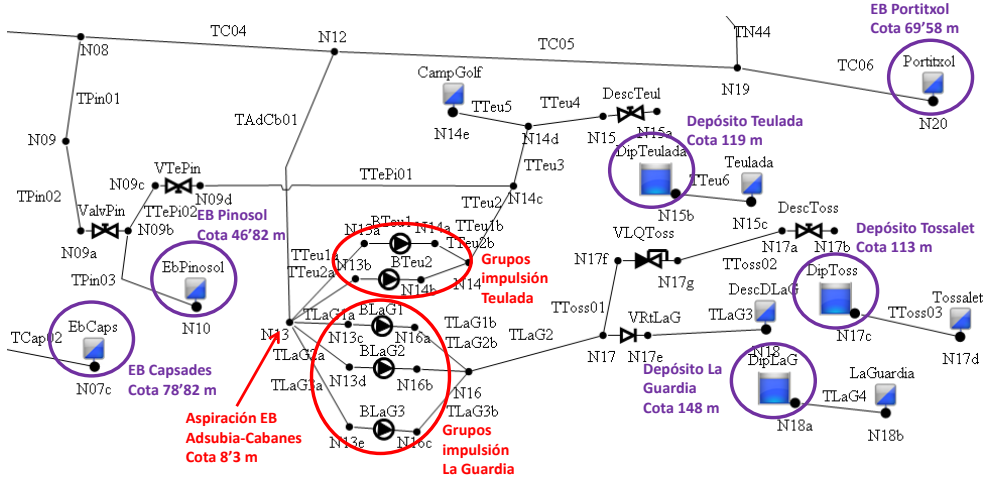 EB Portitxol
Cota 69'58 m
TC04
N12
N08
TC05
TN44
TC06
Portitxol
N19
N20
CampGolf
TPin01
TAdCb01
TTeu5
TTeu4
DescTeul
N14e
N14d
N15
N15a
N09
Depósito Teulada
Cota 119 m
VTePin
N09c
N09d
TTePi01
TTeu3
N14c
DipTeulada
Teulada
TTeu6
N15b
N15c
TPin02
ValvPin
TTePi02
N09a
N09b
EB Pinosol
Cota 46'82 m
TTeu2
TTeu1b
TTeu2b
BTeu1
N13a
N14a
DescToss
N17a
N17b
VLQToss
Depósito Tossalet
Cota 113 m
TPin03
EbPinosol
N10
TTeu1a
TTeu2a
N13b
BTeu2
N14b
N14
Grupos
impulsión
Teulada
N17f
N17g
TToss02
DipToss
DescDLaG
TToss01
Tossalet
TToss03
N17c
N17d
TCap02
EbCaps
N07c
N13
TLaG1a
BLaG1
N13c
N16a
TLaG1b
TLaG2b
TLaG2
VRtLaG
TLaG3
N17
N17e
N18
TLaG2a
BLaG2
N13d
N16b
N16
TLaG3a
TLaG3b
BLaG3
N13e
N16c
EB Capsades
Cota 78'82 m
Depósito La
Guardia
Cota 148 m
DipLaG
LaGuardia
TLaG4
N18a
N18b
Aspiración EB
Adsubia-Cabanes
Cota 8'3 m
Grupos
impulsión
La Guardia